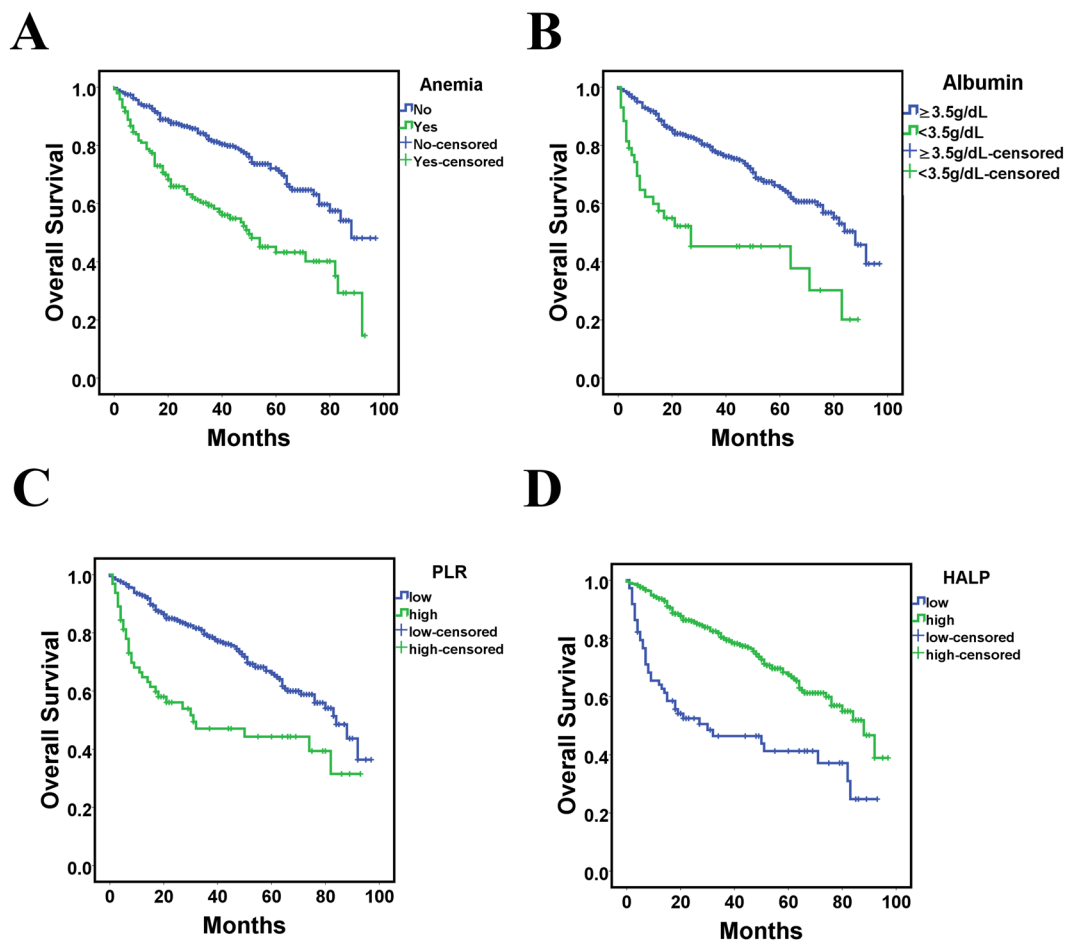 A
Anemia
No
Yes
No-censored
Yes-censored
Overall Survival
1.0
0.8
0.6
0.4
0.2
0.0
0 20 40 60 80 100
Months
B
Albumin
≥3.5g/dL
<3.5g/dL
≥3.5g/dL-censored
<3.5g/dL-censored
Overall Survival
1.0
0.8
0.6
0.4
0.2
0.0
0 20 40 60 80 100
Months
C
PLR
low
high
low-censored
high-censored
Overall Survival
1.0
0.8
0.6
0.4
0.2
0.0
0 20 40 60 80 100
Months
D
HALP
low
high
low-censored
high-censored
Overall Survival
1.0
0.8
0.6
0.4
0.2
0.0
0 20 40 60 80 100
Months